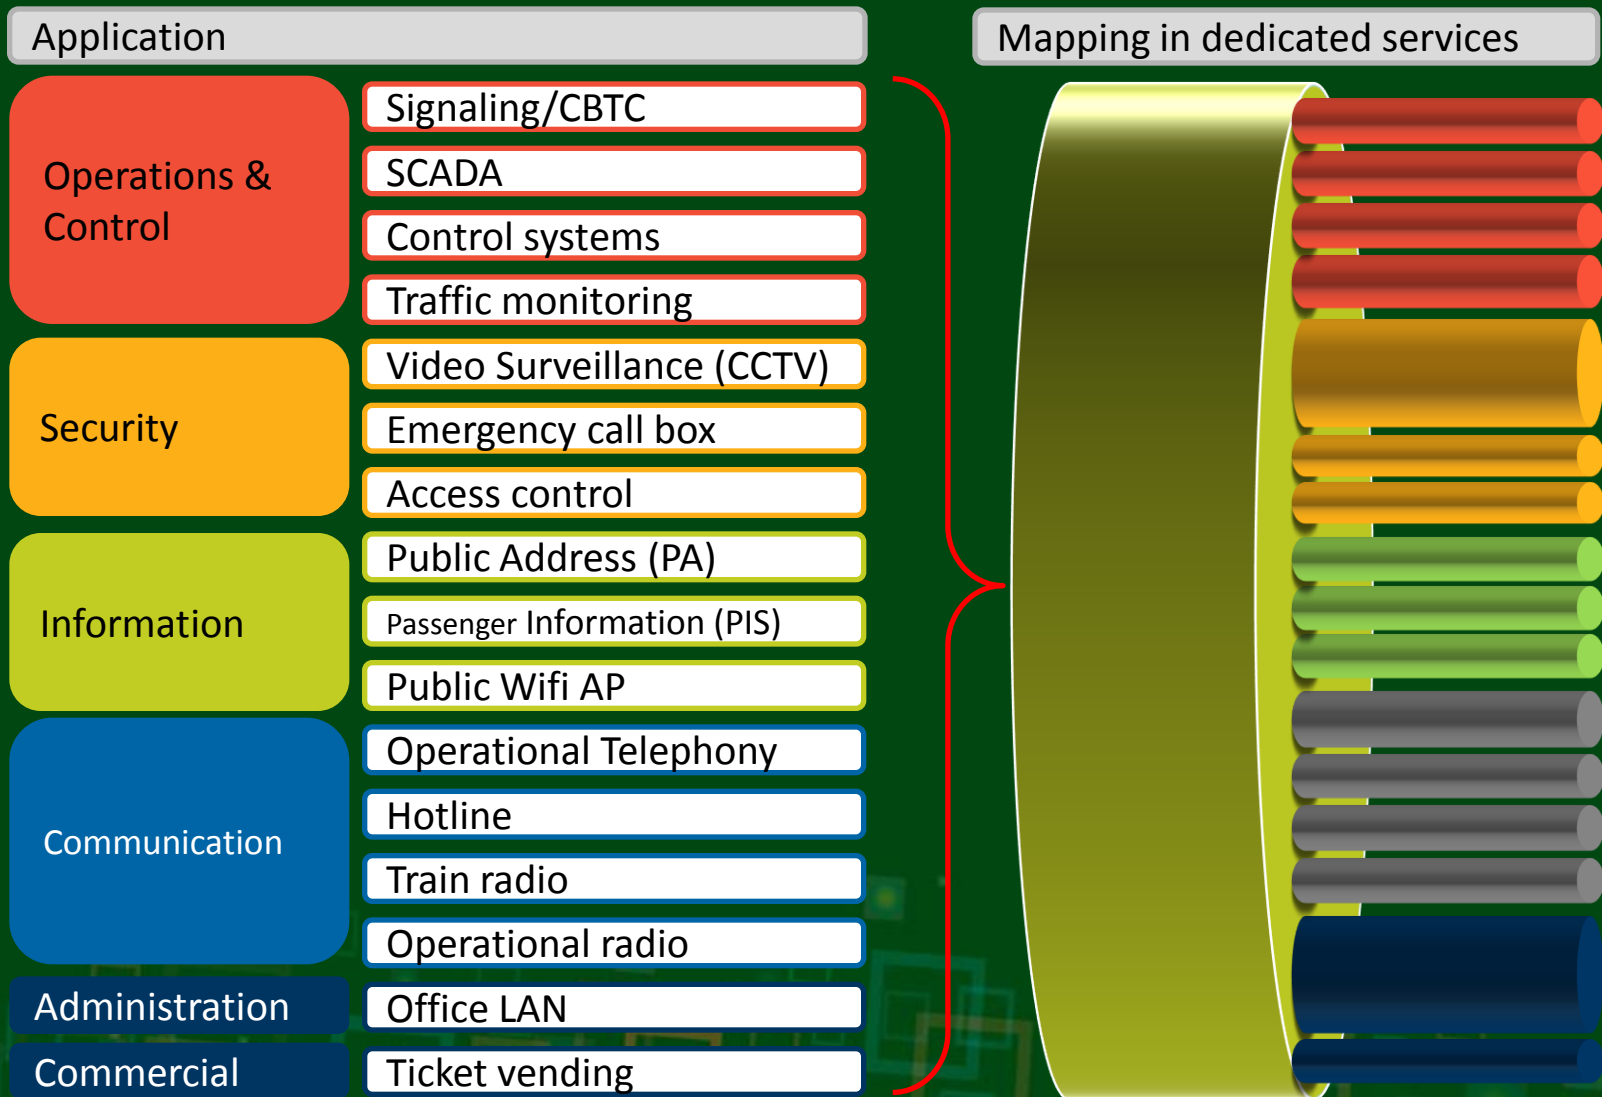 Application
Mapping in dedicated services
Operations &
Control
Signaling/CBTC
SCADA
Control systems
Traffic monitoring
Security
Video Surveillance (CCTV)
Emergency call box
Access control
Information
Public Address (PA)
Passenger Information (PIS)
Public Wifi AP
Communication
Operational Telephony
Hotline
Train radio
Operational radio
Administration
Office LAN
Commercial
Ticket vending